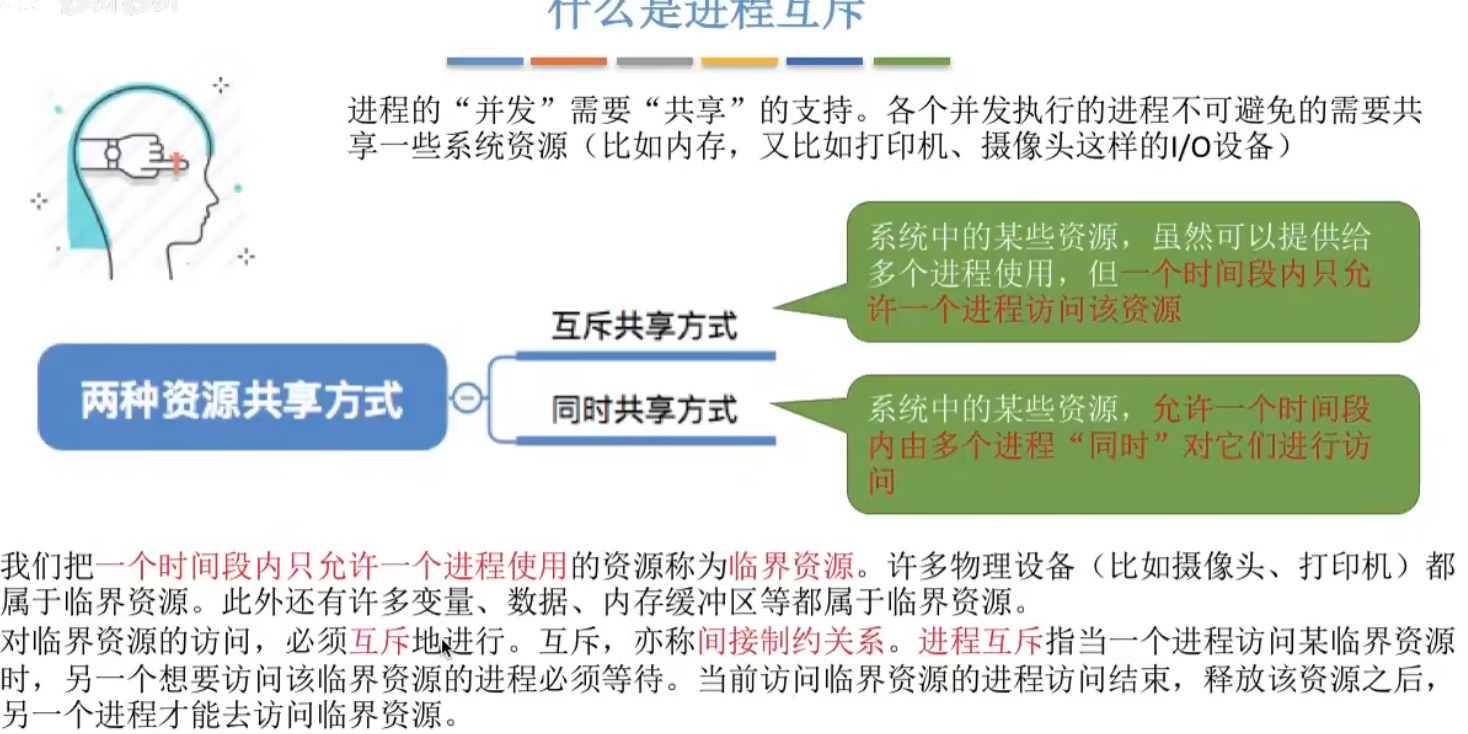 什么是进程互斥
进程的“并发”需要“共享”的支持。各个并发执行的进程不可避免的需要共
享一些系统资源（比如内存，又比如打印机、摄像头这样的I/O设备）
系统中的某些资源，虽然可以提供给
多个进程使用，但一个时间段内只允
许一个进程访问该资源
互斥共享方式
两种资源共享方式
同时共享方式
系统中的某些资源，允许一个时间段
内由多个进程“同时”对它们进行访
问
我们把一个时间段内只允许一个进程使用的资源称为临界资源。许多物理设备（比如摄像头、打印机）都
属于临界资源。此外还有许多变量、数据、内存缓冲区等都属于临界资源。
对临界资源的访问，必须互斥地进行。互斥，亦称间接制约关系。进程互斥指当一个进程访问某临界资源
时，另一个想要访问该临界资源的进程必须等待。当前访问临界资源的进程访问结束，释放该资源之后，
另一个进程才能去访问临界资源。